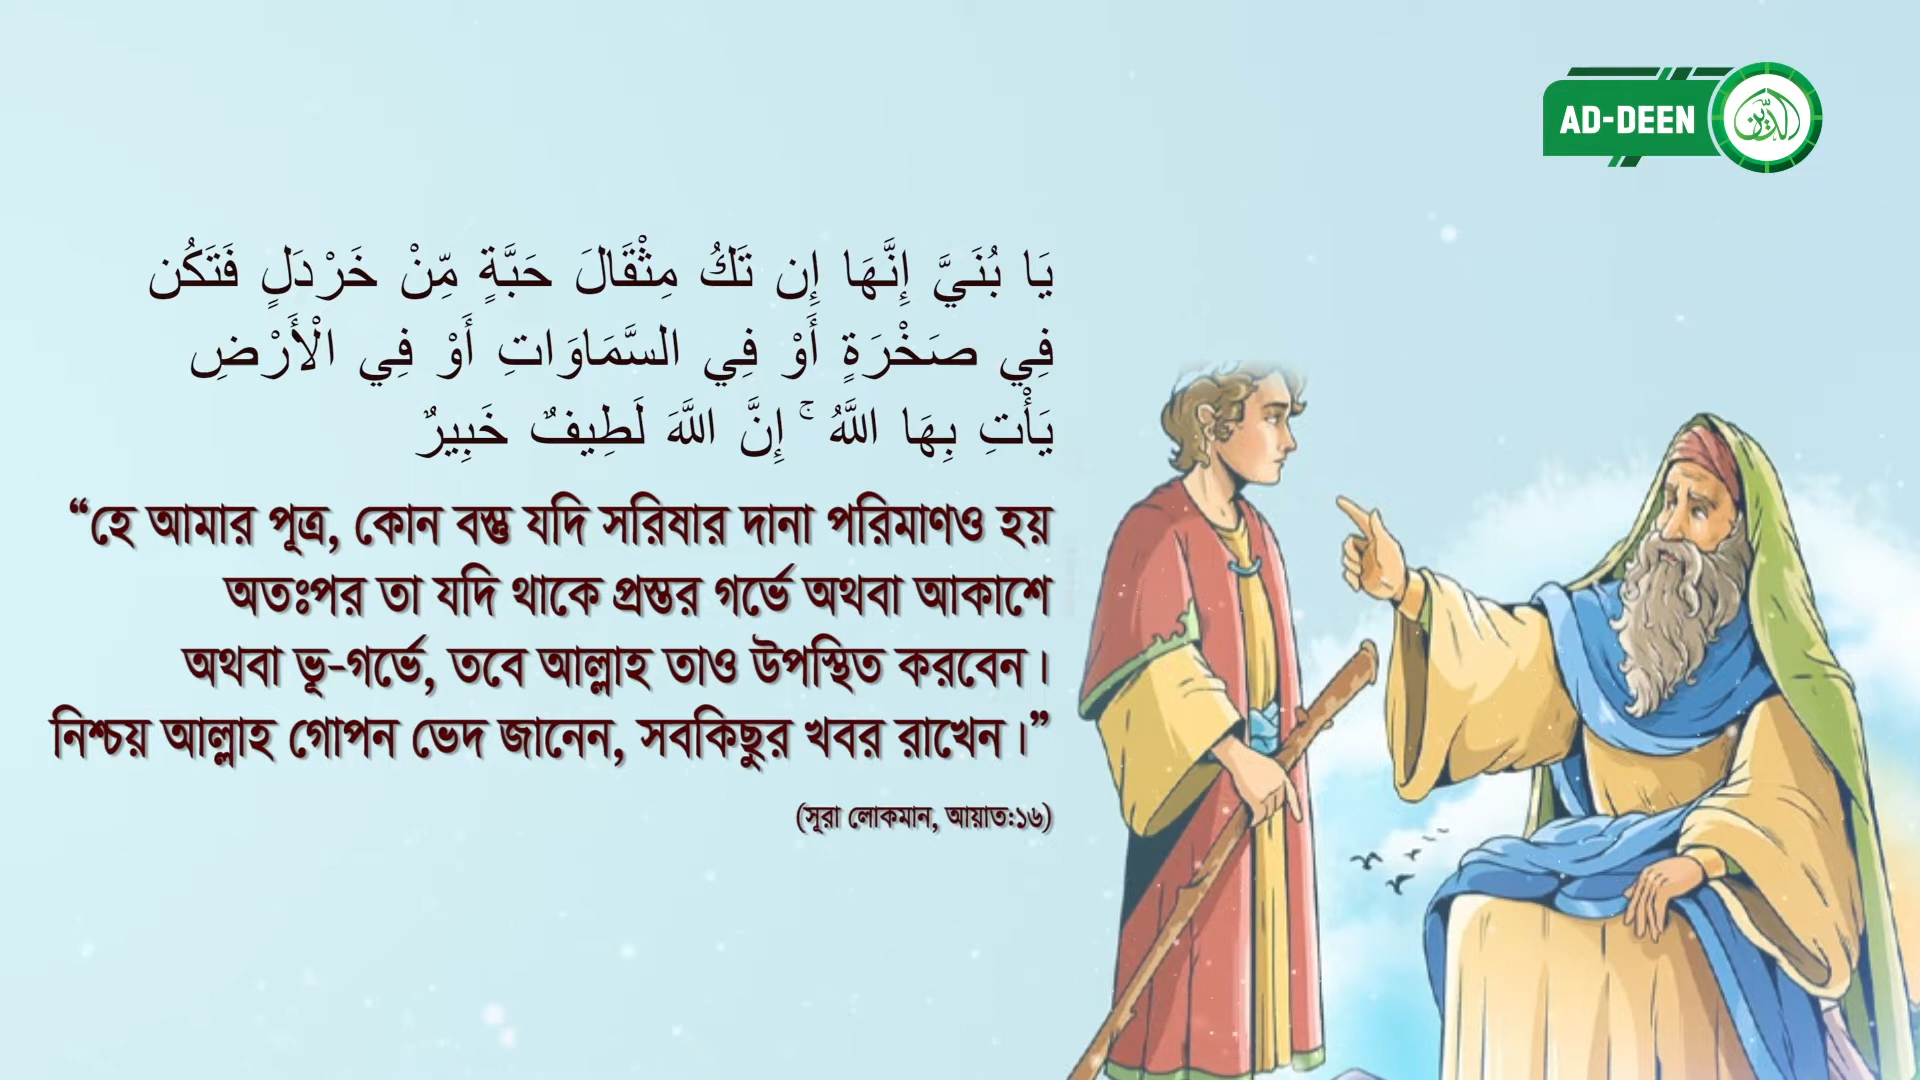 AD-DEEN
الدين
يَا بُنَيَّ إِنَّهَا إِن تَكُ مِثْقَالَ حَبَّةٍ مِّنْ خَرْدَلٍ فَتَكُن
فِي صَخْرَةٍ أَوْ فِي السَّمَاوَاتِ أَوْ فِي الْأَرْضِ
يَأْتِ بِهَا اللَّهُ ۚ إِنَّ اللَّهَ لَطِيفٌ خَبِيرٌ
“হে আমার পূত্র, কোন বস্তু যদি সরিষার দানা পরিমাণও হয়
অতঃপর তা যদি থাকে প্রস্তর গর্ভে অথবা আকাশে
অথবা ভূ-গর্ভে, তবে আল্লাহ তাও উপস্থিত করবেন।
নিশ্চয় আল্লাহ গোপন ভেদ জানেন, সবকিছুর খবর রাখেন।”
(সূরা লোকমান, আয়াত:১৬)